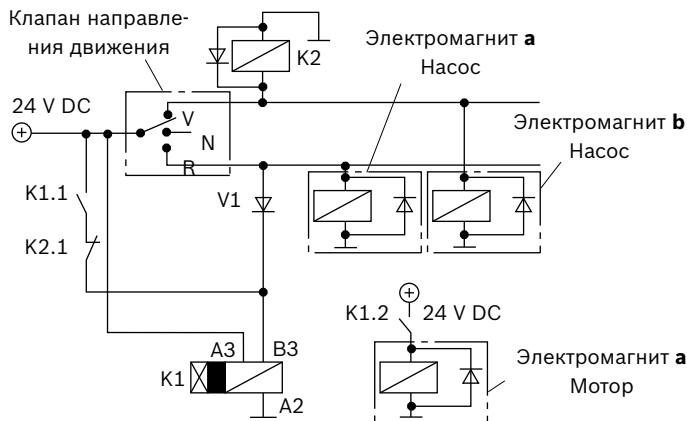 Клапан направле-
ния движения
K2
Электромагнит a
Насос
24 V DC
V
N
R
Электромагнит b
Насос
K1.1
V1
K2.1
K1.2
24 V DC
A3
B3
K1
A2
Электромагнит a
Мотор